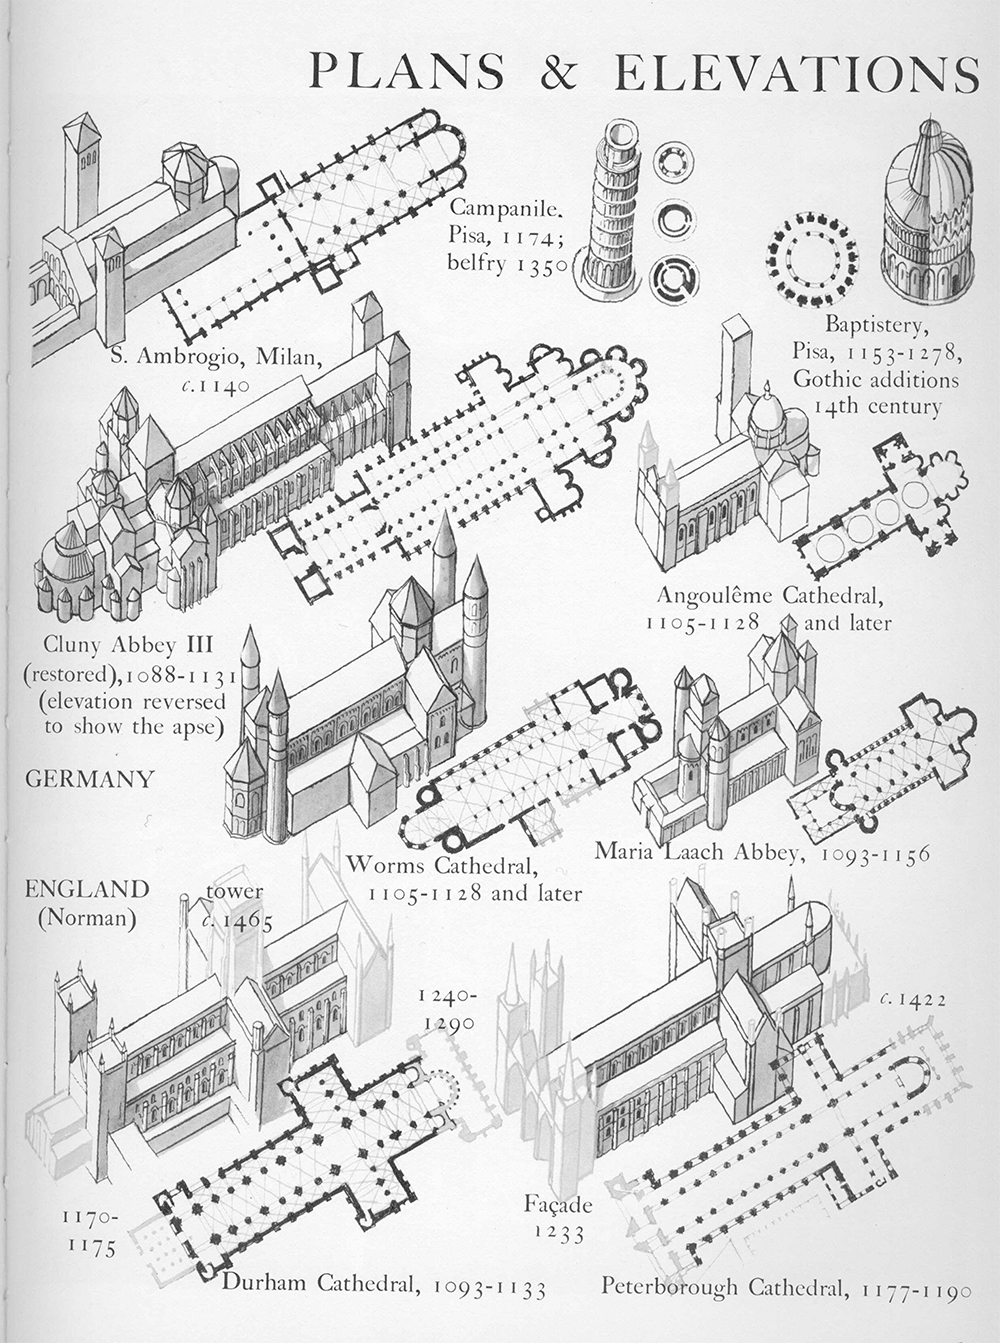 PLANS & ELEVATIONS
Campanile.
Pisa, 1174;
belfry 1350
Baptistery,
Pisa, 1153-1278,
Gothic additions
14th century
S. Ambrogio, Milan,
c.1140
Angoulême Cathedral,
1105-1128 and later
Cluny Abbey III
(restored), 1088-1131
(elevation reversed
to show the apse)
GERMANY
Worms Cathedral,
1105-1128 and later
Maria Laach Abbey, 1093-1156
ENGLAND
(Norman)
tower
c. 1465
1240-
1290
c. 1422
1170-
1175
Façade
1233
Durham Cathedral, 1093-1133
Peterborough Cathedral, 1177-1190